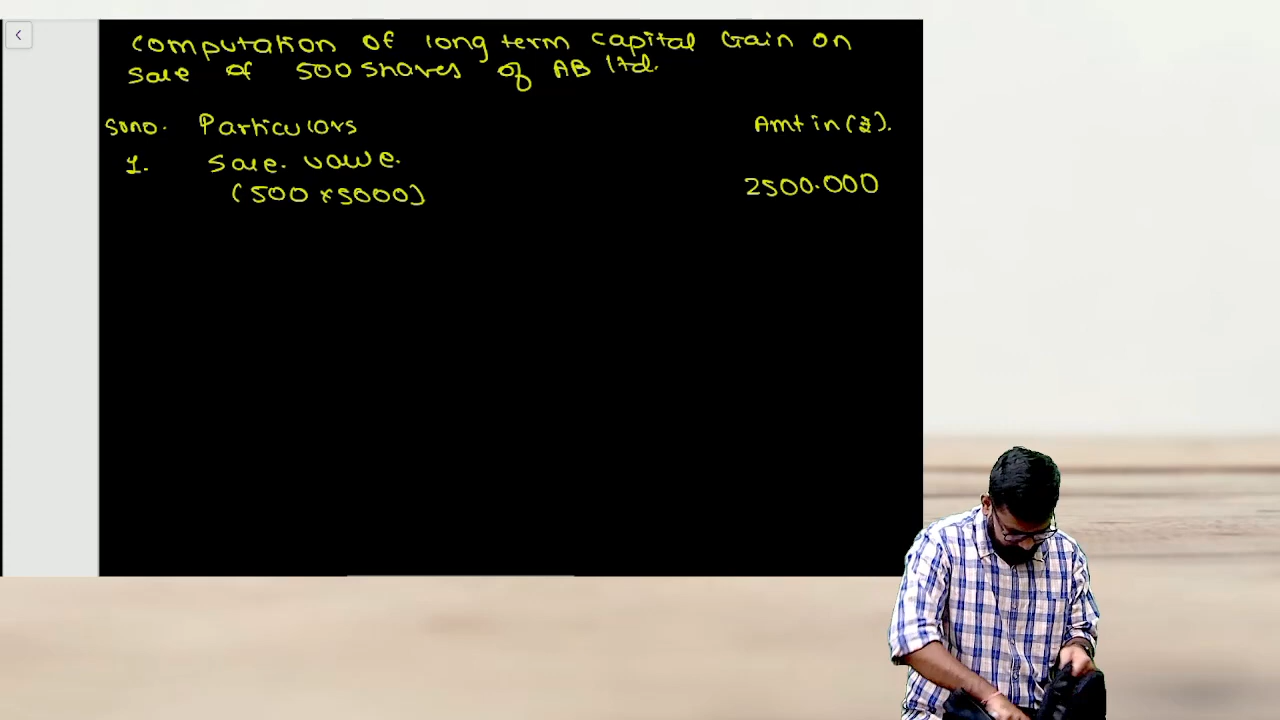 Computation of long term Capital Gain on
Sale of 500 Shares of AB ltd.
Srno. Particulars Amt in (₹).
1. Sale. value.
(500 x 5000) 2500.000